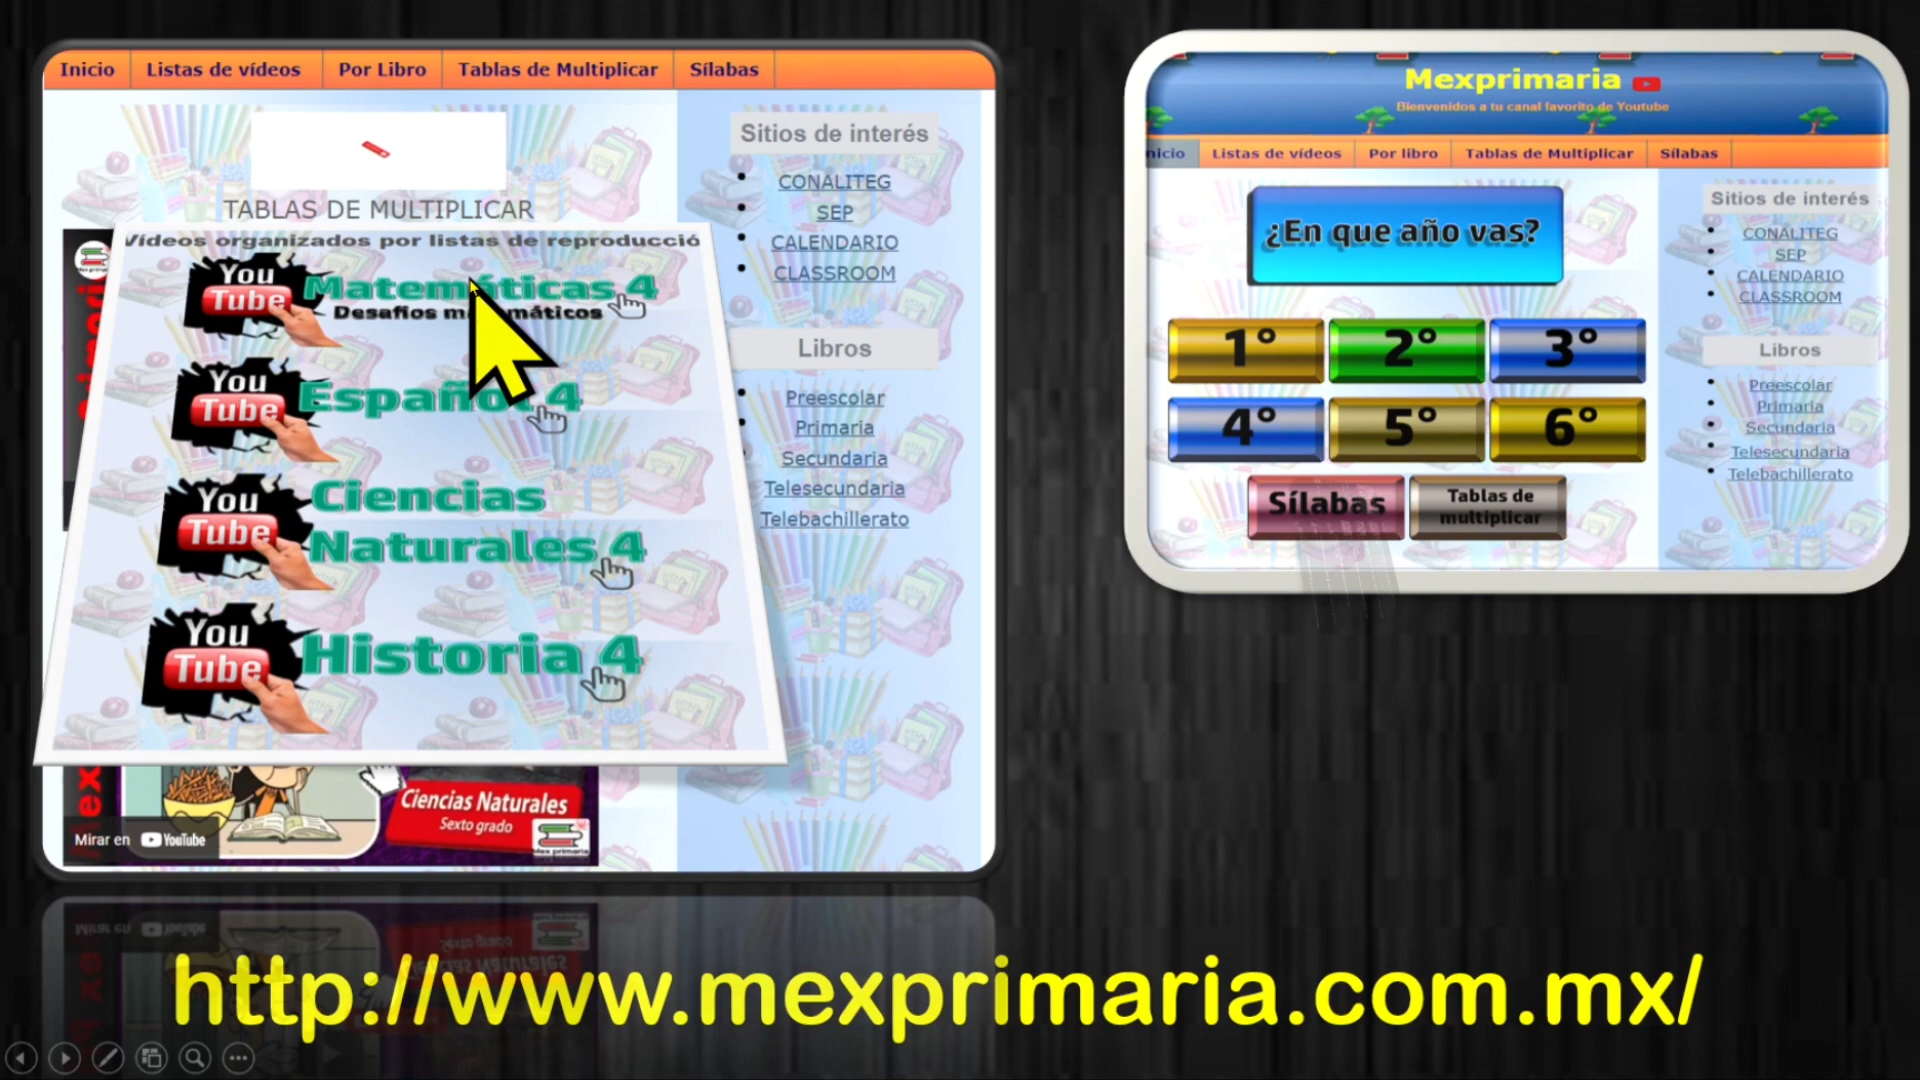 Inicio
Listas de vídeos
Por Libro
Tablas de Multiplicar
Sílabas
TABLAS DE MULTIPLICAR
Vídeos organizados por listas de reproducció
You
Tube
Matemáticas 4
Desafíos
You
Tube
Español 4
You
Tube
Ciencias
Naturales 4
You
Tube
Historia 4
Ciencias Naturales
Sexto grado
Mex primaria
Mirar en YouTube
Sitios de interés
CONALITEG
SEP
CALENDARIO
CLASSROOM
Libros
Preescolar
Primaria
Secundaria
Telesecundaria
Telebachillerato
Mexprimaria
Bienvenidos a tu canal favorito de Youtube
nicio
Listas de vídeos
Por libro
Tablas de Multiplicar
Sílabas
¿En que año vas?
1°
2°
3°
4°
5°
6°
Sílabas
Tablas de
multiplicar
Sitios de interés
CONALITEG
SEP
CALENDARIO
CLASSROOM
Libros
Preescolar
Primaria
Secundaria
Telesecundaria
Telebachillerato
http://www.mexprimaria.com.mx/